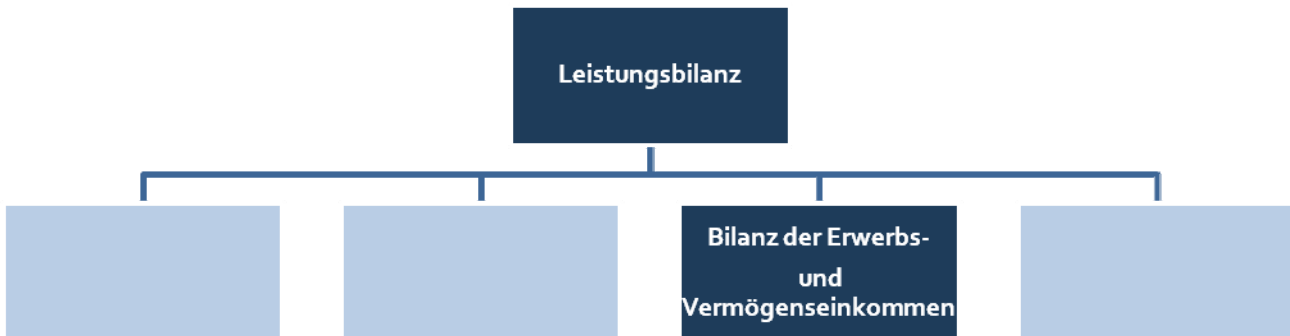 Leistungsbilanz
Bilanz der Erwerbs-
und
Vermögenseinkommen